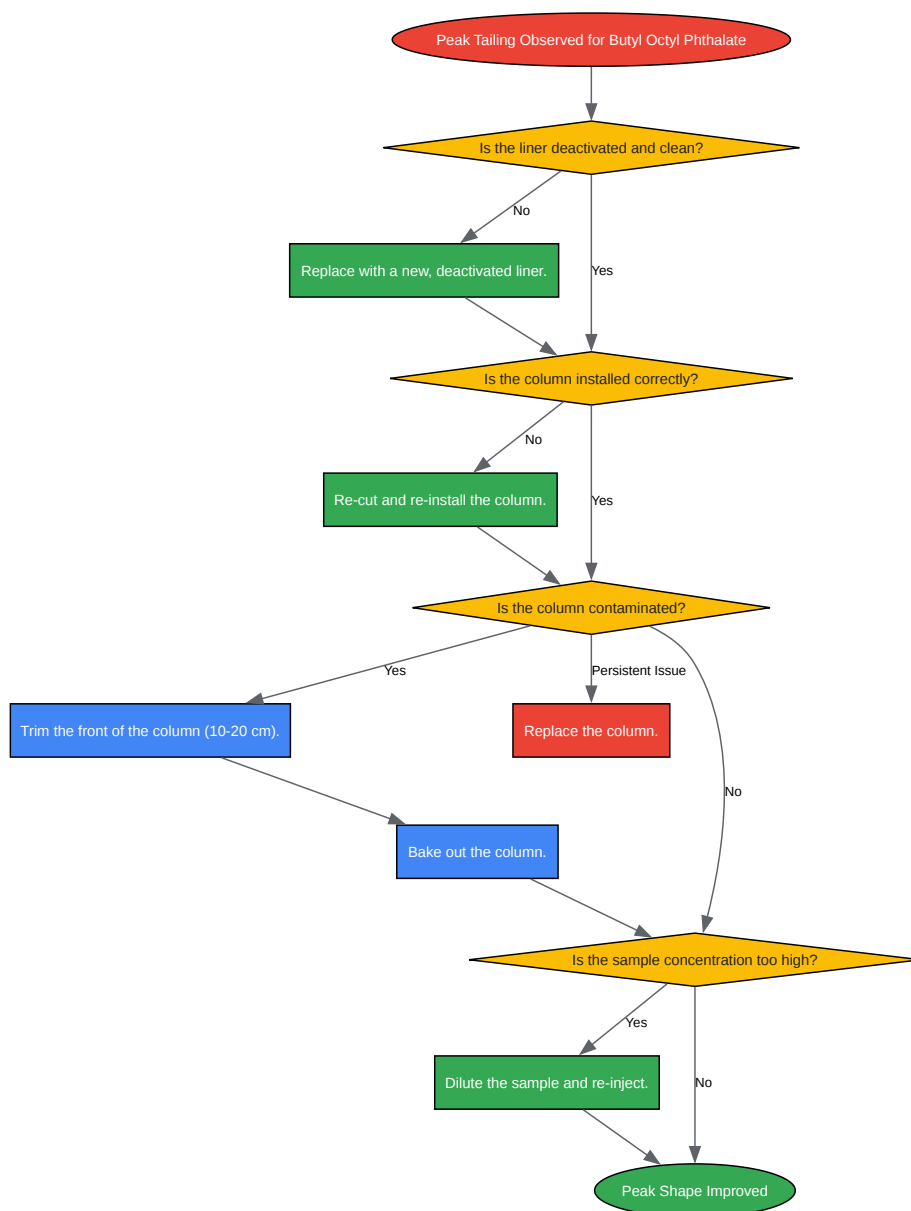 Peak Tailing Observed for Butyl Octyl Phthalate
Is the liner deactivated and clean?
No
Replace with a new, deactivated liner.
Yes
Is the column installed correctly?
No
Re-cut and re-install the column.
Yes
Is the column contaminated?
Yes
Persistent Issue
Trim the front of the column (10-20 cm).
Replace the column.
No
Bake out the column.
Is the sample concentration too high?
Yes
Dilute the sample and re-inject.
No
Peak Shape Improved